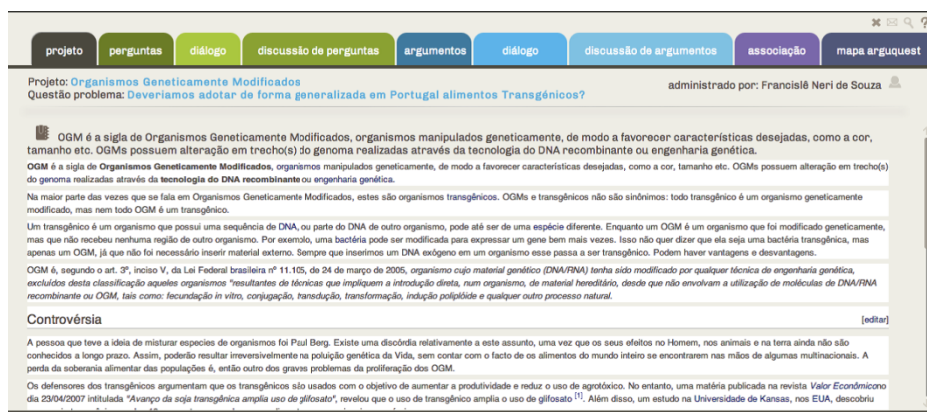 projeto perguntas diálogo discussão de perguntas argumentos diálogo discussão de argumentos associação mapa arguquest
Projeto: Organismos Geneticamente Modificados
administrado por: Francislê Neri de Souza
Questão problema: Deveriamos adotar de forma generalizada em Portugal alimentos Transgénicos?
OGM é a sigla de Organismos Geneticamente Modificados, organismos manipulados geneticamente, de modo a favorecer características desejadas, como a cor,
tamanho etc. OGMs possuem alteração em trecho(s) do genoma realizadas através da tecnologia do DNA recombinante ou engenharia genética.
OGM é a sigla de Organismos Geneticamente Modificados, organismos manipulados geneticamente, de modo a favorecer características desejadas, como a cor, tamanho etc. OGMs possuem alteração em trecho(s)
do genoma realizadas através da tecnologia do DNA recombinante ou engenharia genética.
Na maior parte das vezes que se fala em Organismos Geneticamente Modificados, estes são organismos transgênicos. OGMs e transgênicos não são sinônimos: todo transgênico é um organismo geneticamente
modificado, mas nem todo OGM é um transgênico.
Um transgênico é um organismo que possui uma sequência de DNA, ou parte do DNA de outro organismo, pode até ser de uma espécie diferente. Enquanto um OGM é um organismo que foi modificado geneticamente,
mas que não recebeu nenhuma região de outro organismo. Por exemplo, uma bactéria pode ser modificada para expressar um gene bem mais vezes. Isso não quer dizer que ela seja uma bactéria transgênica, mas
apenas um OGM, já que não foi necessário inserir material externo. Sempre que inserimos um DNA exógeno em um organismo esse passa a ser transgênico. Podem haver vantagens e desvantagens.
OGM é, segundo o art. 3º, inciso V, da Lei Federal brasileira nº 11.105, de 24 de março de 2005, organismo cujo material genético (DNA/RNA) tenha sido modificado por qualquer técnica de engenharia genética,
excluídos desta classificação aqueles organismos "resultantes de técnicas que impliquem a introdução direta, num organismo, de material hereditário, desde que não envolvam a utilização de moléculas de DNA/RNA
recombinante ou OGM, tais como: fecundação in vitro, conjugação, transdução, transformação, indução poliplóide e qualquer outro processo natural.
Controvérsia [editar]
A pessoa que teve a ideia de misturar especies de organismos foi Paul Berg. Existe uma discórdia relativamente a este assunto, uma vez que os seus efeitos no Homem, nos animais e na terra ainda não são
conhecidos a longo prazo. Assim, poderão resultar irreversivelmente na poluição genética da Vida, sem contar com o facto de os alimentos do mundo inteiro se encontrarem nas mãos de algumas multinacionais. A
perda da soberania alimentar das populações é, então outro dos graves problemas da proliferação dos OGM.
Os defensores dos transgênicos argumentam que os transgênicos são usados com o objetivo de aumentar a produtividade e reduz o uso de agrotóxico. No entanto, uma matéria publicada na revista Valor Econômicono
dia 23/04/2007 intitulada "Avanço da soja transgênica amplia uso de glifosato", revelou que o uso de transgênico amplia o uso de glifosato [1]. Além disso, um estudo na Universidade de Kansas, nos EUA, descobriu